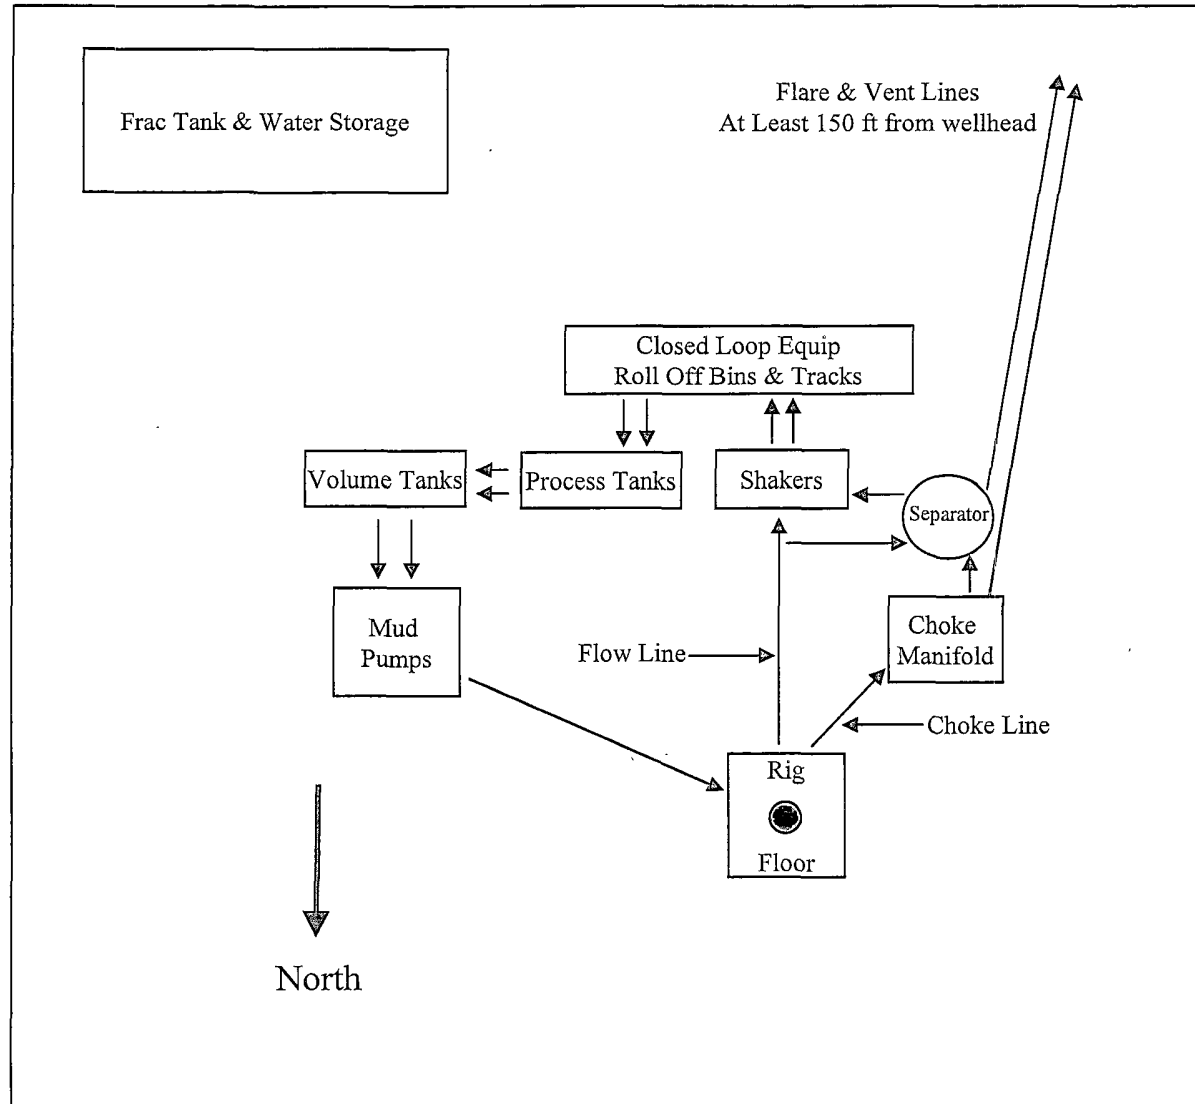 Frac Tank & Water Storage
Flare & Vent Lines
At Least 150 ft from wellhead
Closed Loop Equip
Roll Off Bins & Tracks
Volume Tanks
Process Tanks
Shakers
Separator
Mud
Pumps
Flow Line
Choke
Manifold
Choke Line
Rig
Floor
North